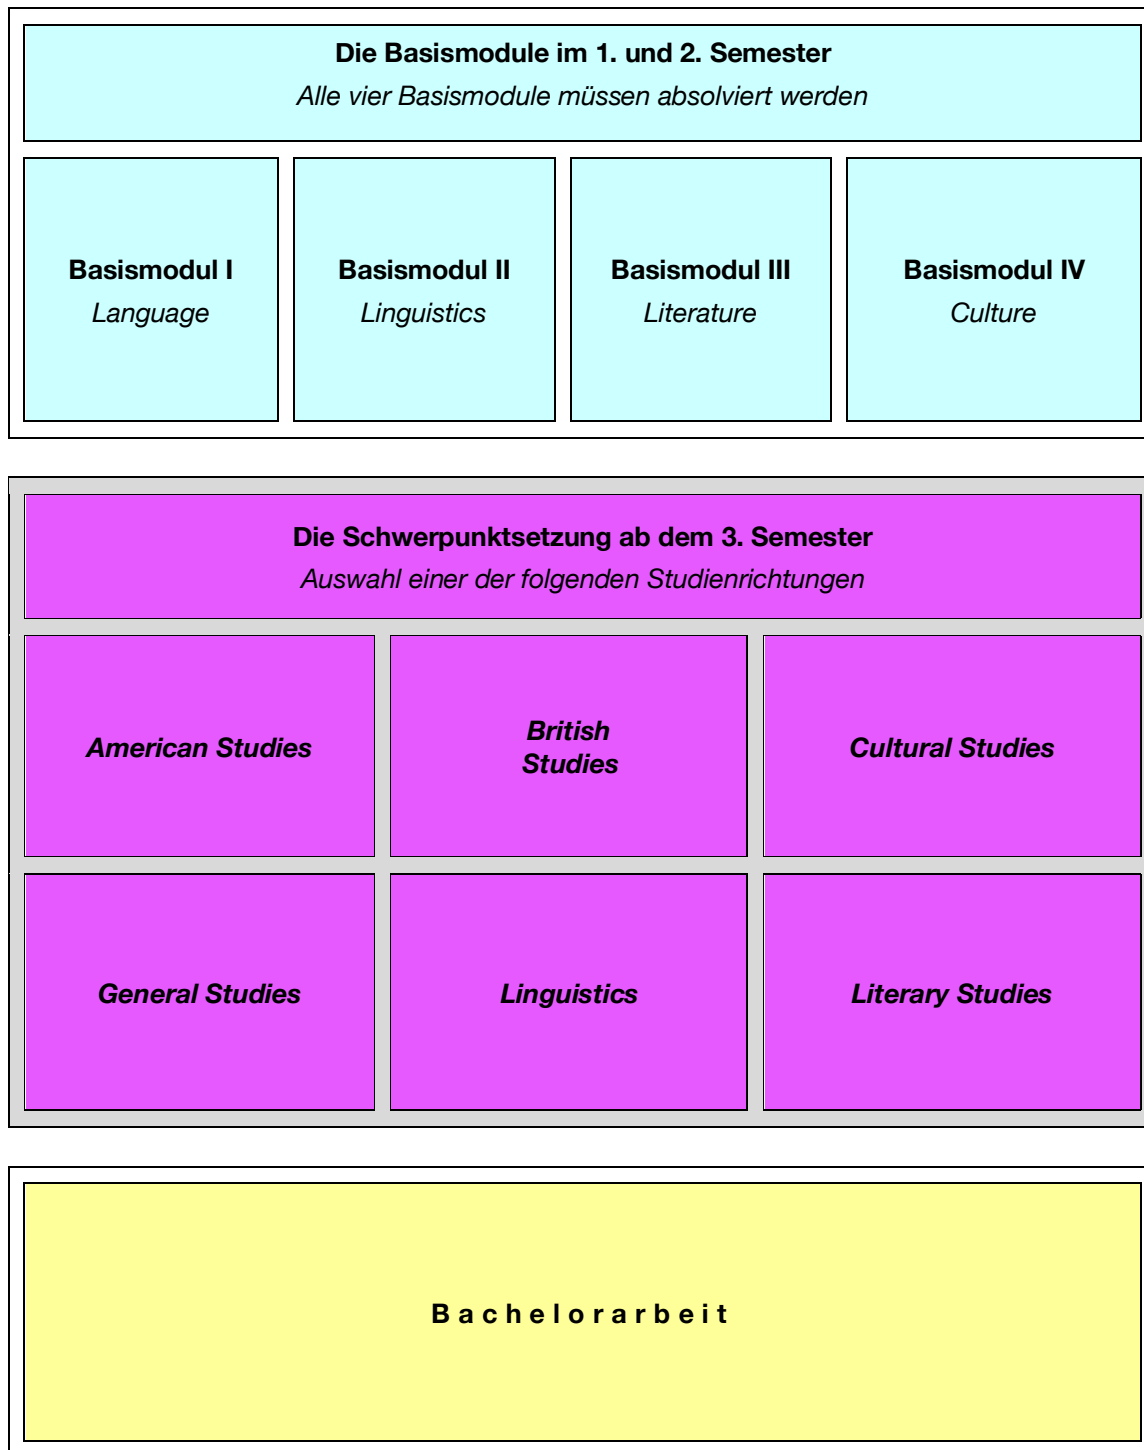 Die Basismodule im 1. und 2. Semester
Alle vier Basismodule müssen absolviert werden
Basismodul I
Language
Basismodul II
Linguistics
Basismodul III
Literature
Basismodul IV
Culture
Die Schwerpunktsetzung ab dem 3. Semester
Auswahl einer der folgenden Studienrichtungen
American Studies
British
Studies
Cultural Studies
General Studies
Linguistics
Literary Studies
B a c h e l o r a r b e i t